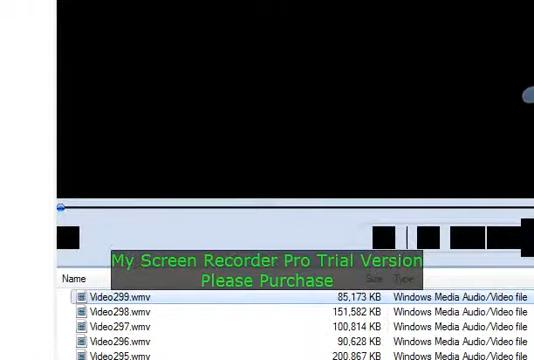 My Screen Recorder Pro Trial Version
Please Purchase
Name Size Type
Video299.wmv 85,173 KB Windows Media Audio/Video file
Video298.wmv 151,582 KB Windows Media Audio/Video file
Video297.wmv 100,814 KB Windows Media Audio/Video file
Video296.wmv 90,628 KB Windows Media Audio/Video file
Video295.wmv 200,867 KB Windows Media Audio/Video file